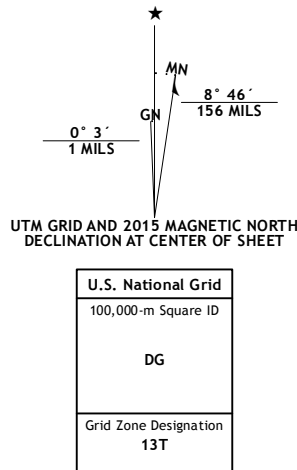 ★
MN
GN
8° 46´
156 MILS
0° 3´
1 MILS
UTM GRID AND 2015 MAGNETIC NORTH
DECLINATION AT CENTER OF SHEET
U.S. National Grid
100,000-m Square ID
DG
Grid Zone Designation
13T